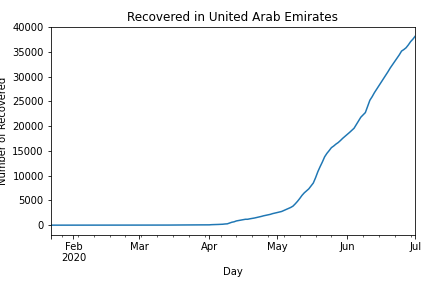 Recovered in United Arab Emirates
Number of Recovered
40000
35000
30000
25000
20000
15000
10000
5000
0
Feb Mar Apr May Jun Jul
2020
Day